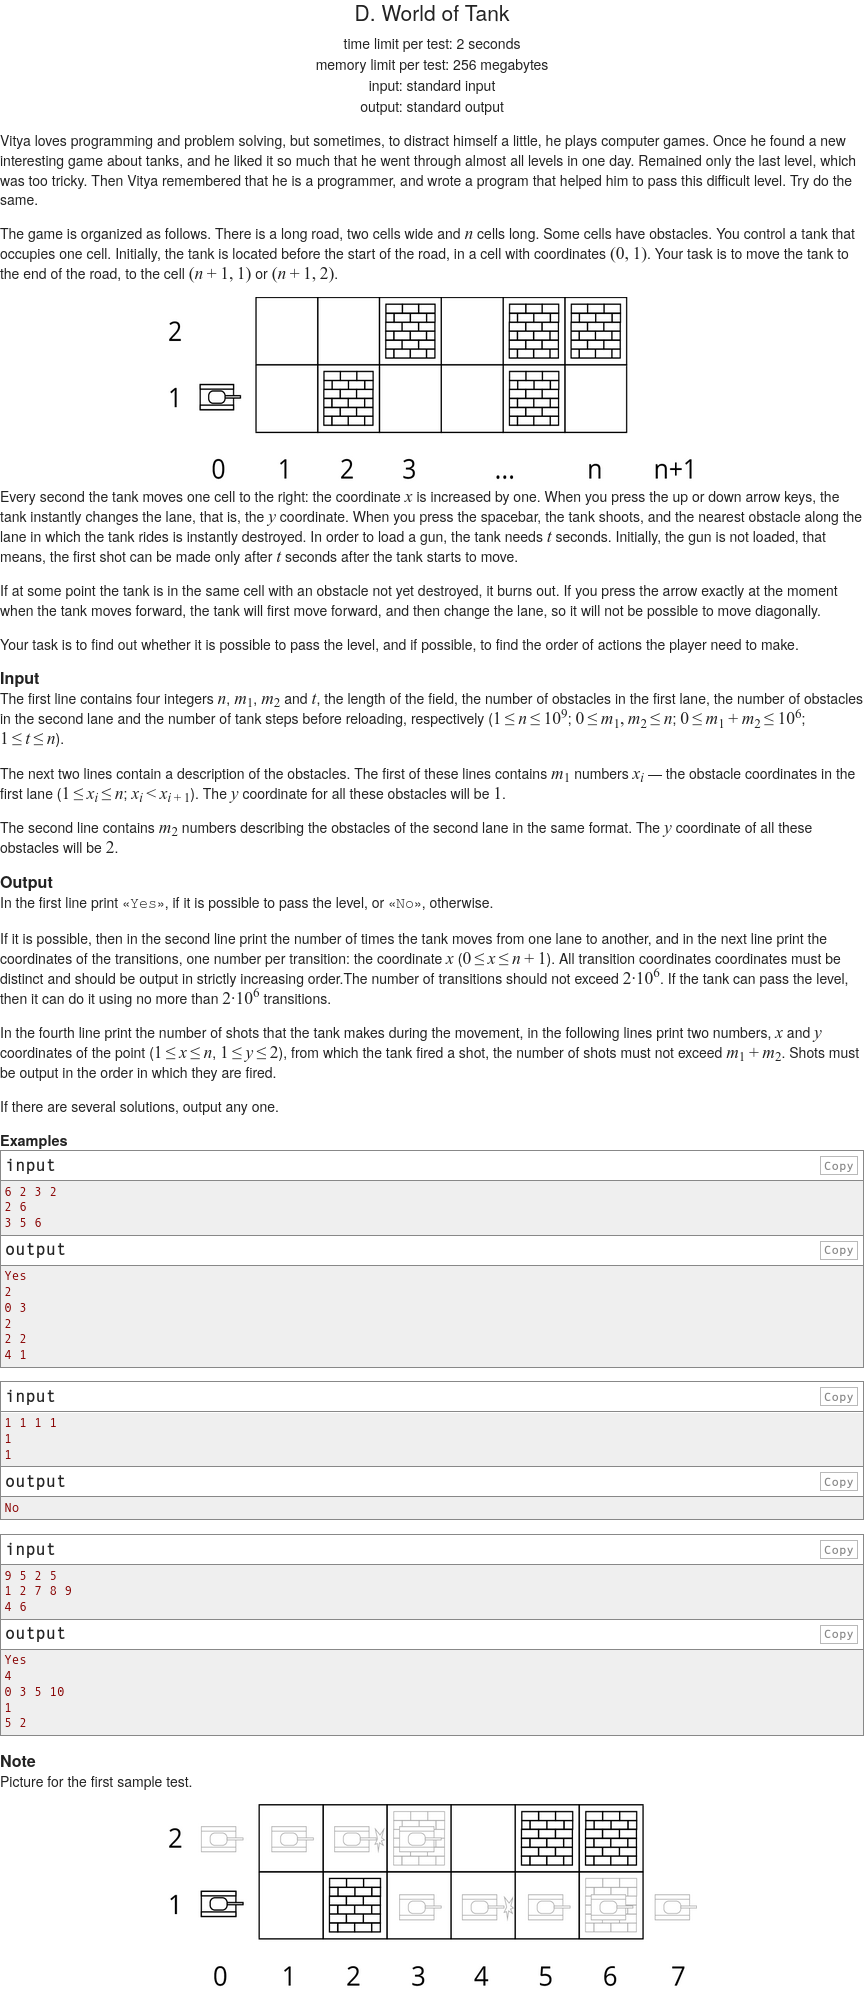 D. World of Tank
time limit per test: 2 seconds
memory limit per test: 256 megabytes
input: standard input
output: standard output
Vitya loves programming and problem solving, but sometimes, to distract himself a little, he plays computer games. Once he found a new
interesting game about tanks, and he liked it so much that he went through almost all levels in one day. Remained only the last level, which
was too tricky. Then Vitya remembered that he is a programmer, and wrote a program that helped him to pass this difficult level. Try do the
same.
The game is organized as follows. There is a long road, two cells wide and n cells long. Some cells have obstacles. You control a tank that
occupies one cell. Initially, the tank is located before the start of the road, in a cell with coordinates (0, 1). Your task is to move the tank to
the end of the road, to the cell (n + 1, 1) or (n + 1, 2).
2
1
0 1 2 3 ... n n+1
Every second the tank moves one cell to the right: the coordinate x is increased by one. When you press the up or down arrow keys, the
tank instantly changes the lane, that is, the y coordinate. When you press the spacebar, the tank shoots, and the nearest obstacle along the
lane in which the tank rides is instantly destroyed. In order to load a gun, the tank needs t seconds. Initially, the gun is not loaded, that
means, the first shot can be made only after t seconds after the tank starts to move.
If at some point the tank is in the same cell with an obstacle not yet destroyed, it burns out. If you press the arrow exactly at the moment
when the tank moves forward, the tank will first move forward, and then change the lane, so it will not be possible to move diagonally.
Your task is to find out whether it is possible to pass the level, and if possible, to find the order of actions the player need to make.
Input
The first line contains four integers n, m1, m2 and t, the length of the field, the number of obstacles in the first lane, the number of obstacles
in the second lane and the number of tank steps before reloading, respectively (1 ≤ n ≤ 10^9; 0 ≤ m1, m2 ≤ n; 0 ≤ m1 + m2 ≤ 10^6;
1 ≤ t ≤ n).
The next two lines contain a description of the obstacles. The first of these lines contains m1 numbers xi — the obstacle coordinates in the
first lane (1 ≤ xi ≤ n; xi < xi + 1). The y coordinate for all these obstacles will be 1.
The second line contains m2 numbers describing the obstacles of the second lane in the same format. The y coordinate of all these
obstacles will be 2.
Output
In the first line print «Yes», if it is possible to pass the level, or «No», otherwise.
If it is possible, then in the second line print the number of times the tank moves from one lane to another, and in the next line print the
coordinates of the transitions, one number per transition: the coordinate x (0 ≤ x ≤ n + 1). All transition coordinates coordinates must be
distinct and should be output in strictly increasing order.The number of transitions should not exceed 2·10^6. If the tank can pass the level,
then it can do it using no more than 2·10^6 transitions.
In the fourth line print the number of shots that the tank makes during the movement, in the following lines print two numbers, x and y
coordinates of the point (1 ≤ x ≤ n, 1 ≤ y ≤ 2), from which the tank fired a shot, the number of shots must not exceed m1 + m2. Shots must
be output in the order in which they are fired.
If there are several solutions, output any one.
Examples
input
Copy
6 2 3 2
2 6
3 5 6
output
Copy
Yes
2
0 3
2
2 2
4 1
input
Copy
1 1 1 1
1
1
output
Copy
No
input
Copy
9 5 2 5
1 2 7 8 9
4 6
output
Copy
Yes
4
0 3 5 10
1
5 2
Note
Picture for the first sample test.
2
1
0 1 2 3 4 5 6 7